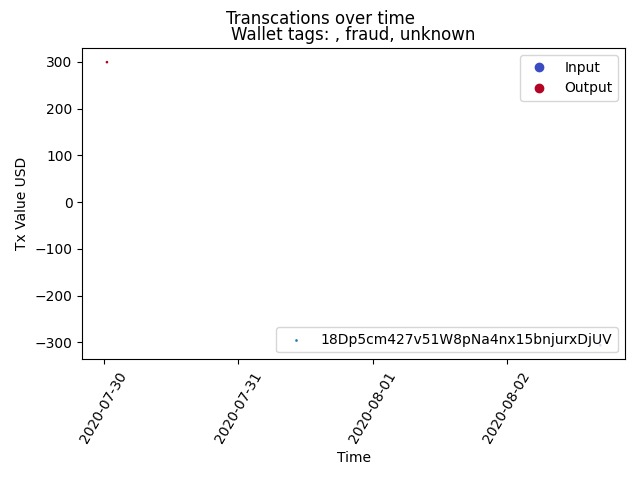 Transcations over time
Wallet tags: , fraud, unknown
Tx Value USD
300
200
100
0
−100
−200
−300
Input
Output
18Dp5cm427v51W8pNa4nx15bnjurxDjUV
2020-07-30
2020-07-31
2020-08-01
2020-08-02
Time